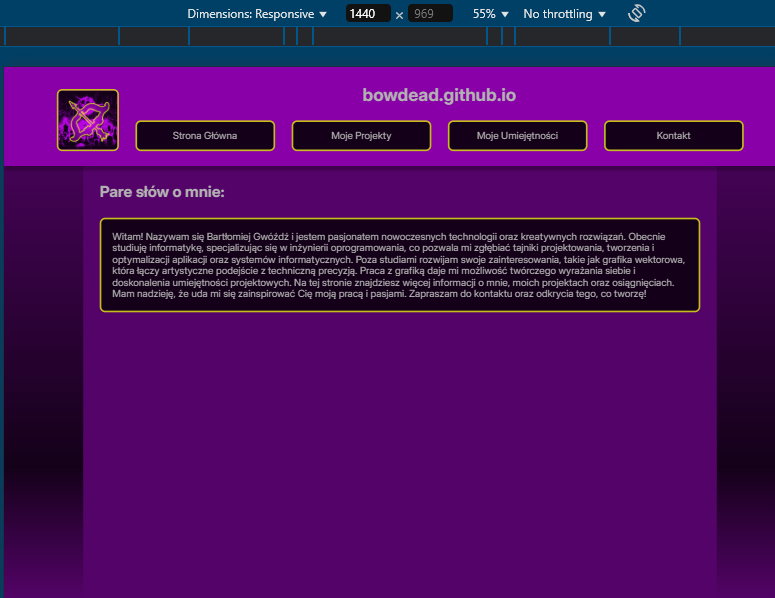 Dimensions: Responsive 1440 × 969 55% No throttling
bowdead.github.io
Strona Główna Moje Projekty Moje Umiejętności Kontakt
Pare słów o mnie:
Witam! Nazywam się Bartłomiej Gwóźdź i jestem pasjonatem nowoczesnych technologii oraz kreatywnych rozwiązań. Obecnie
studiuję informatykę, specjalizując się w inżynierii oprogramowania, co pozwala mi zgłębiać tajniki projektowania, tworzenia i
optymalizacji aplikacji oraz systemów informatycznych. Poza studiami rozwijam swoje zainteresowania, takie jak grafika wektorowa,
która łączy artystyczne podejście z techniczną precyzją. Praca z grafiką daje mi możliwość twórczego wyrażania siebie i
doskonalenia umiejętności projektowych. Na tej stronie znajdziesz więcej informacji o mnie, moich projektach oraz osiągnięciach.
Mam nadzieję, że uda mi się zainspirować Cię moją pracą i pasjami. Zapraszam do kontaktu oraz odkrycia tego, co tworzę!